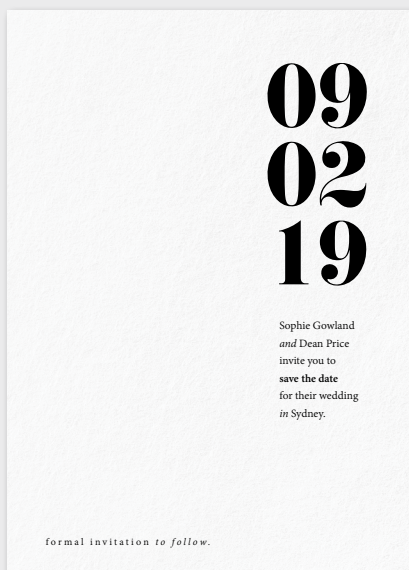 09
02
19
Sophie Gowland
and Dean Price
invite you to
save the date
for their wedding
in Sydney.
formal invitation to follow.